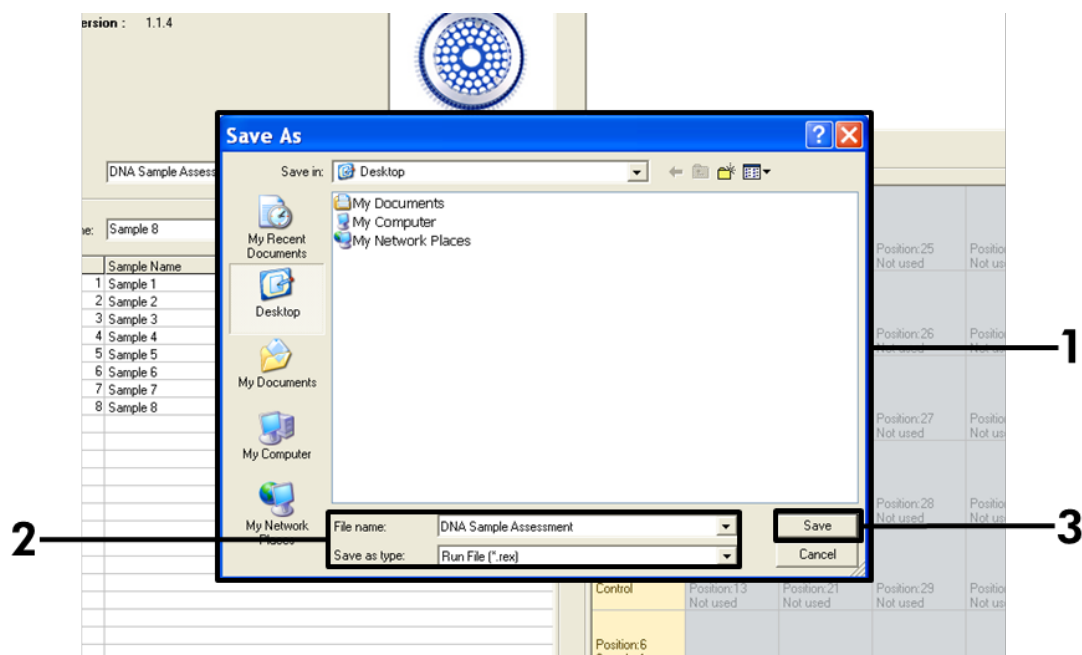 ersion : 1.1.4
Save As
Save in: Desktop
DNA Sample Assess
My Documents
My Computer
My Network Places
My Recent
Documents
Sample 8
Position:25
Not used
Sample Name
1 Sample 1
2 Sample 2
3 Sample 3
4 Sample 4
5 Sample 5
6 Sample 6
7 Sample 7
8 Sample 8
Desktop
My Documents
My Computer
My Network
Places
Position:26
Not used
1
Position:27
Not used
Position:28
Not used
2
File name: DNA Sample Assessment
Save
3
Save as type: Run File (*.rex)
Cancel
Control
Position:13
Not used
Position:21
Not used
Position:29
Not used
Position:6